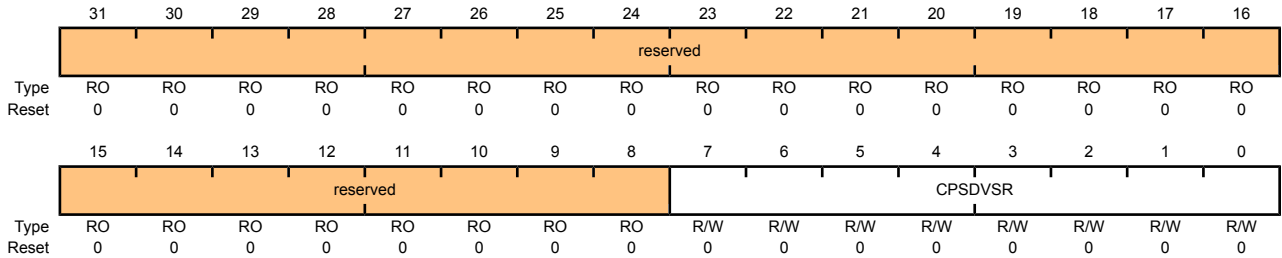 31 30 29 28 27 26 25 24 23 22 21 20 19 18 17 16
reserved
Type RO RO RO RO RO RO RO RO RO RO RO RO RO RO RO RO
Reset 0 0 0 0 0 0 0 0 0 0 0 0 0 0 0 0
15 14 13 12 11 10 9 8 7 6 5 4 3 2 1 0
reserved CPSDVSR
Type RO RO RO RO RO RO RO RO R/W R/W R/W R/W R/W R/W R/W R/W
Reset 0 0 0 0 0 0 0 0 0 0 0 0 0 0 0 0